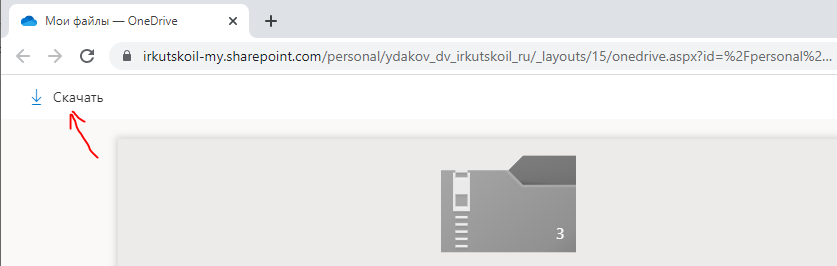 Мои файлы — OneDrive
irkutskoil-my.sharepoint.com/personal/ydakov_dv_irkutskoil_ru/_layouts/15/onedrive.aspx?id=%2Fpersonal%2...
Скачать
3